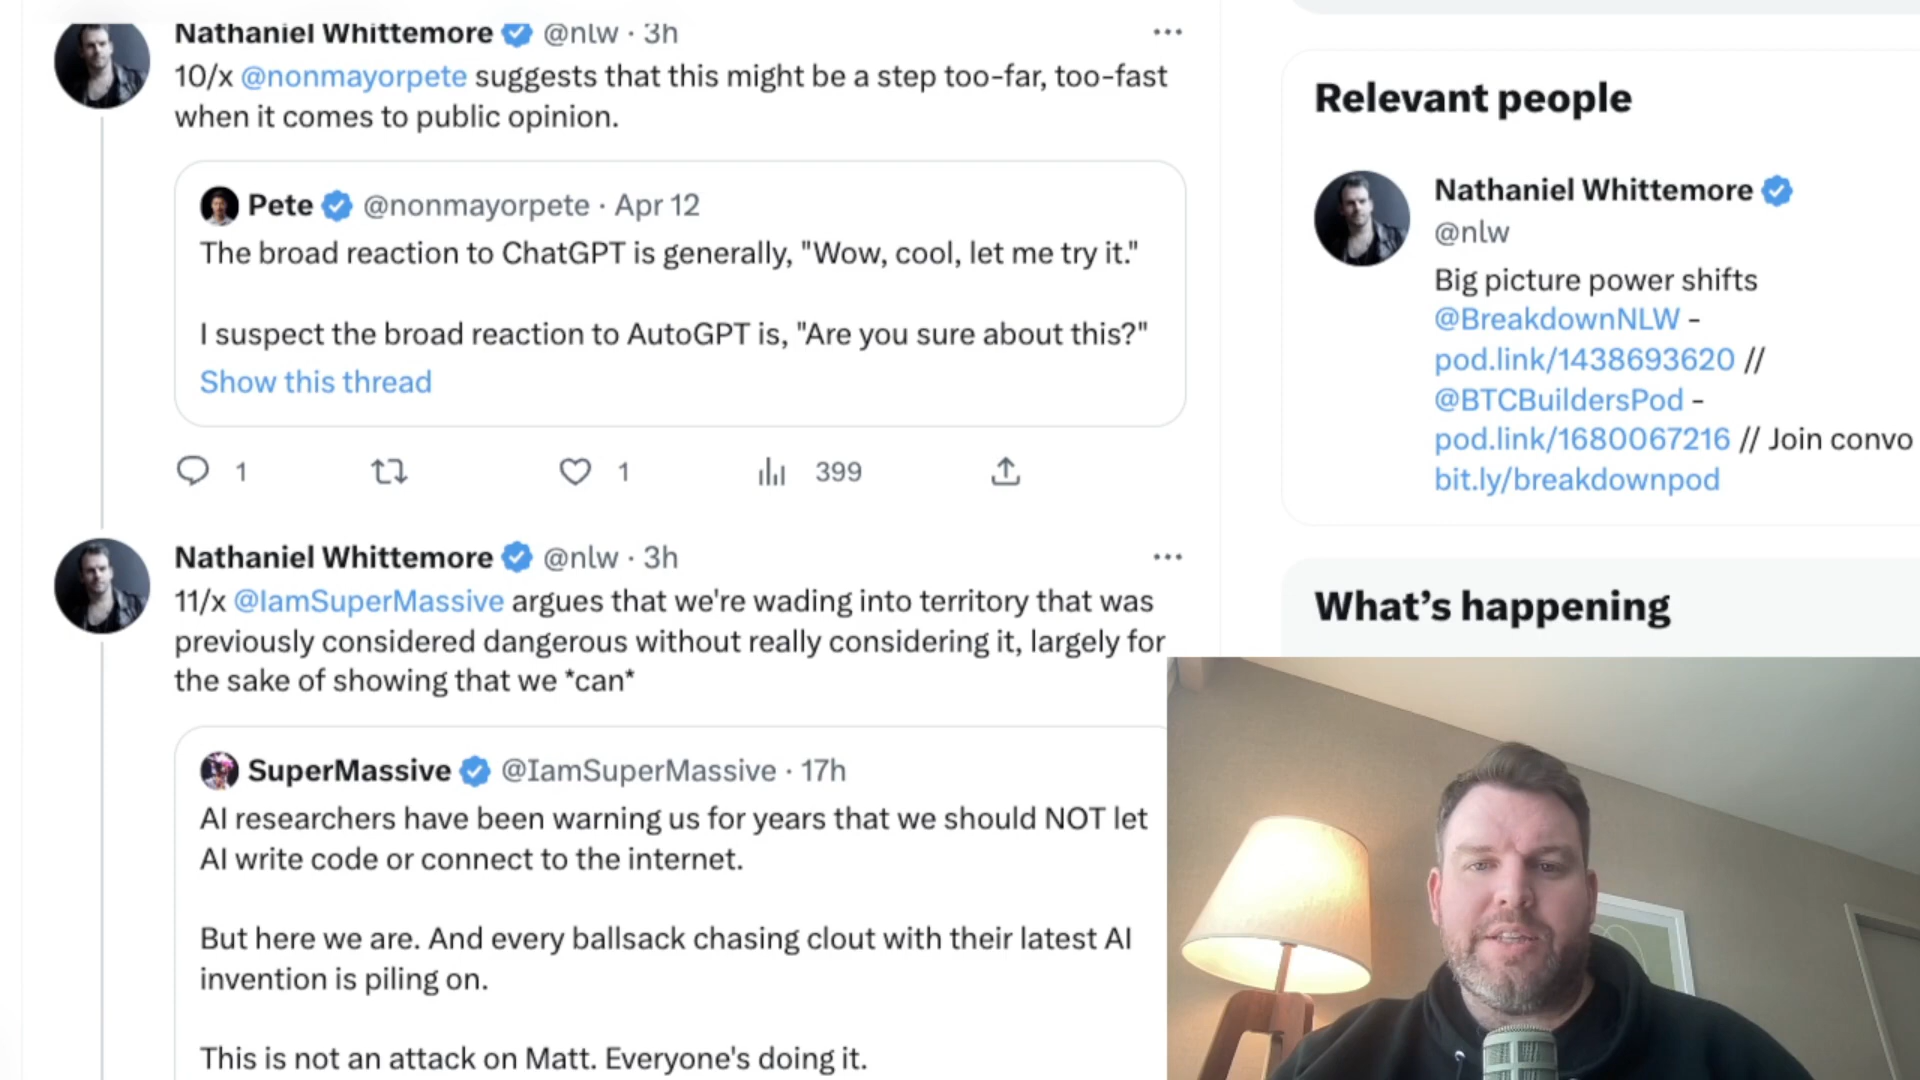 Nathaniel Whittemore @nlw · 3h
10/x @nonmayorpete suggests that this might be a step too-far, too-fast
when it comes to public opinion.
Pete @nonmayorpete · Apr 12
The broad reaction to ChatGPT is generally, "Wow, cool, let me try it."
I suspect the broad reaction to AutoGPT is, "Are you sure about this?"
Show this thread
1 1 399
Nathaniel Whittemore @nlw · 3h
11/x @IamSuperMassive argues that we're wading into territory that was
previously considered dangerous without really considering it, largely for
the sake of showing that we *can*
SuperMassive @IamSuperMassive · 17h
AI researchers have been warning us for years that we should NOT let
AI write code or connect to the internet.
But here we are. And every ballsack chasing clout with their latest AI
invention is piling on.
This is not an attack on Matt. Everyone's doing it.
Relevant people
Nathaniel Whittemore
@nlw
Big picture power shifts
@BreakdownNLW -
pod.link/1438693620 //
@BTCBuildersPod -
pod.link/1680067216 // Join convo
bit.ly/breakdownpod
What's happening